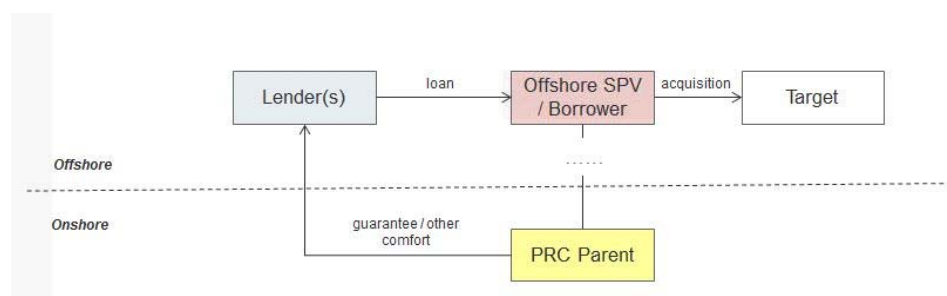 loan
acquisition
Lender(s)
Offshore SPV
/ Borrower
Target
Offshore
......
Onshore
guarantee / other
comfort
PRC Parent